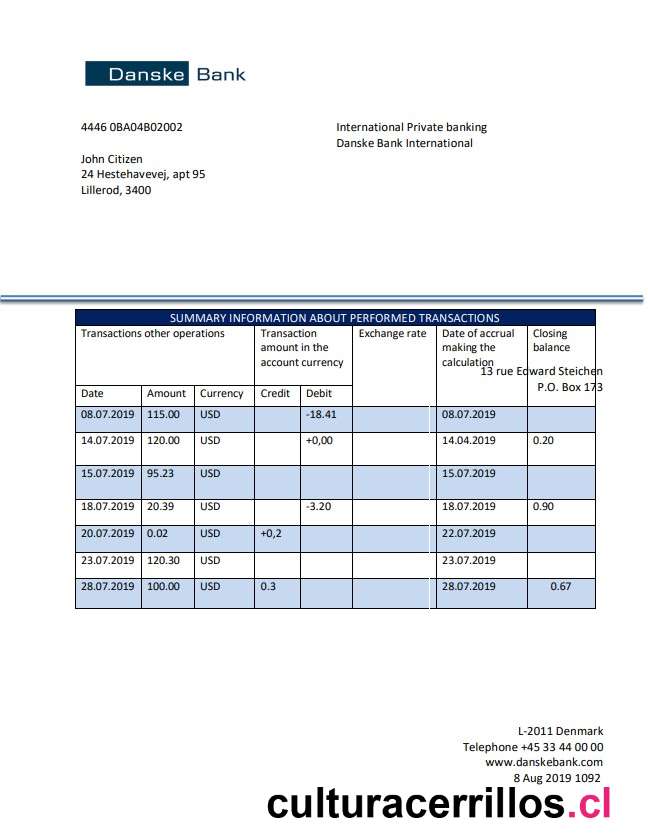 Danske Bank
4446 0BA04B02002
International Private banking
Danske Bank International
John Citizen
24 Hestehavevej, apt 95
Lillerod, 3400
SUMMARY INFORMATION ABOUT PERFORMED TRANSACTIONS
Transactions other operations
Transaction
amount in the
account currency
Exchange rate
Date of accrual
making the
calculation
Closing
balance
13 rue Edward Steichen
P.O. Box 173
Date Amount Currency Credit Debit
08.07.2019 115.00 USD -18.41 08.07.2019
14.07.2019 120.00 USD +0,00 14.04.2019 0.20
15.07.2019 95.23 USD 15.07.2019
18.07.2019 20.39 USD -3.20 18.07.2019 0.90
20.07.2019 0.02 USD +0,2 22.07.2019
23.07.2019 120.30 USD 23.07.2019
28.07.2019 100.00 USD 0.3 28.07.2019 0.67
L-2011 Denmark
Telephone +45 33 44 00 00
www.danskebank.com
8 Aug 2019 1092
culturacerrillos.cl